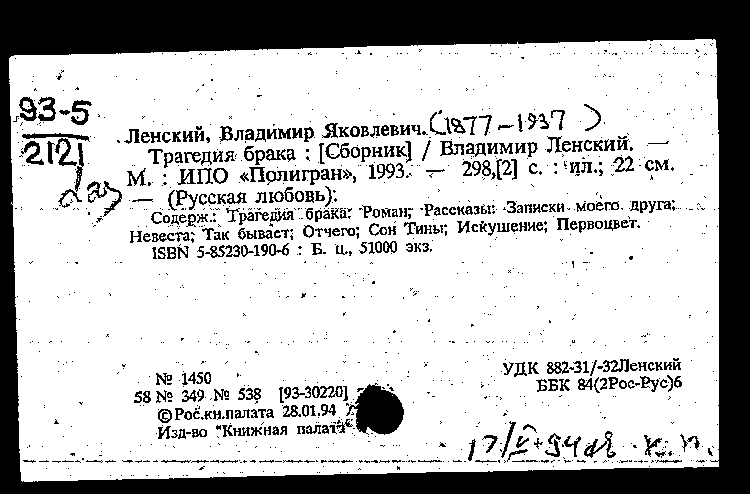 93-5
2121
Ленский, Владимир Яковлевич. (1877-1937)
Трагедия брака : [Сборник] / Владимир Ленский. —
М. : ИПО «Полигран», 1993. — 298,[2] с. : ил.; 22 см.
— (Русская любовь).
Содерж.: Трагедия брака: Роман; Рассказы: Записки моего друга;
Невеста; Так бывает; Отчего; Сон Тины; Искушение; Первоцвет.
ISBN 5-85230-190-6 : Б. ц., 51000 экз.
УДК 882-31/-32Ленский
ББК 84(2Рос-Рус)6
№ 1450
58 № 349 № 538 [93-30220]
© Рос.кн.палата 28.01.94
Изд-во "Книжная палата"